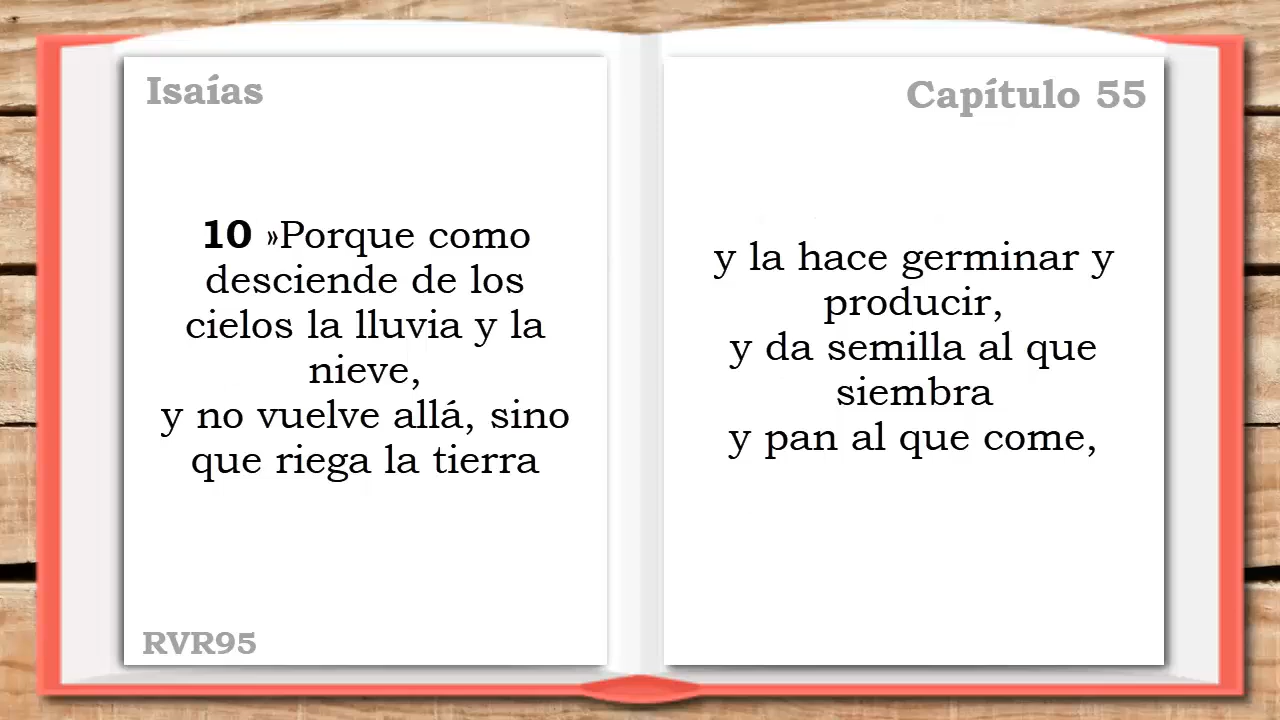 Isaías
10 »Porque como
desciende de los
cielos la lluvia y la
nieve,
y no vuelve allá, sino
que riega la tierra
RVR95
Capítulo 55
y la hace germinar y
producir,
y da semilla al que
siembra
y pan al que come,